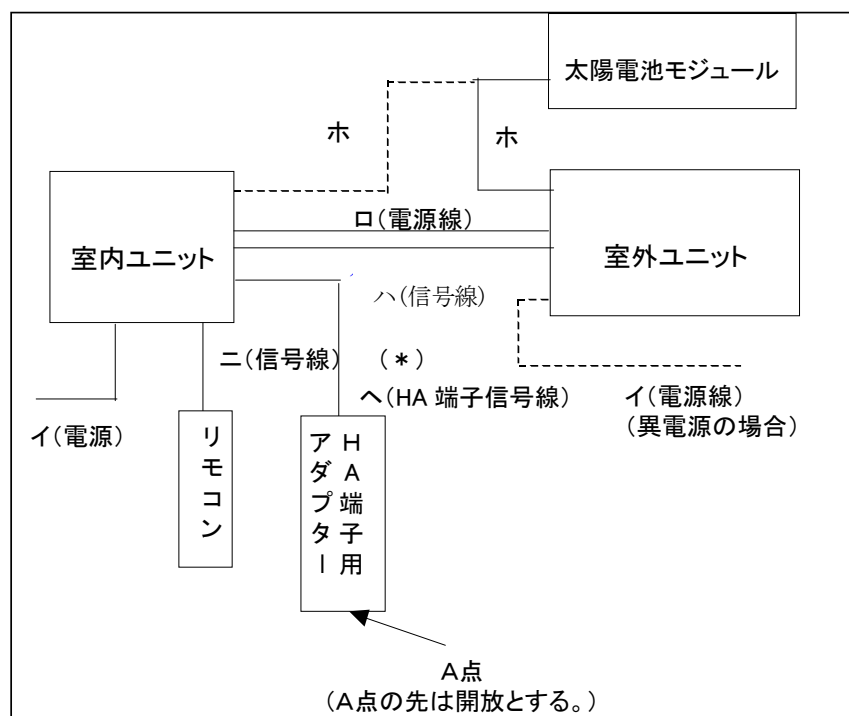 太陽電池モジュール
ホ
ホ
ロ(電源線)
室内ユニット
室外ユニット
ハ(信号線)
ニ(信号線)
(*)
ヘ(HA 端子信号線)
イ(電源線)
(異電源の場合)
イ(電源)
リモコン
HA端子用
アダプター
A点
(A点の先は開放とする。)